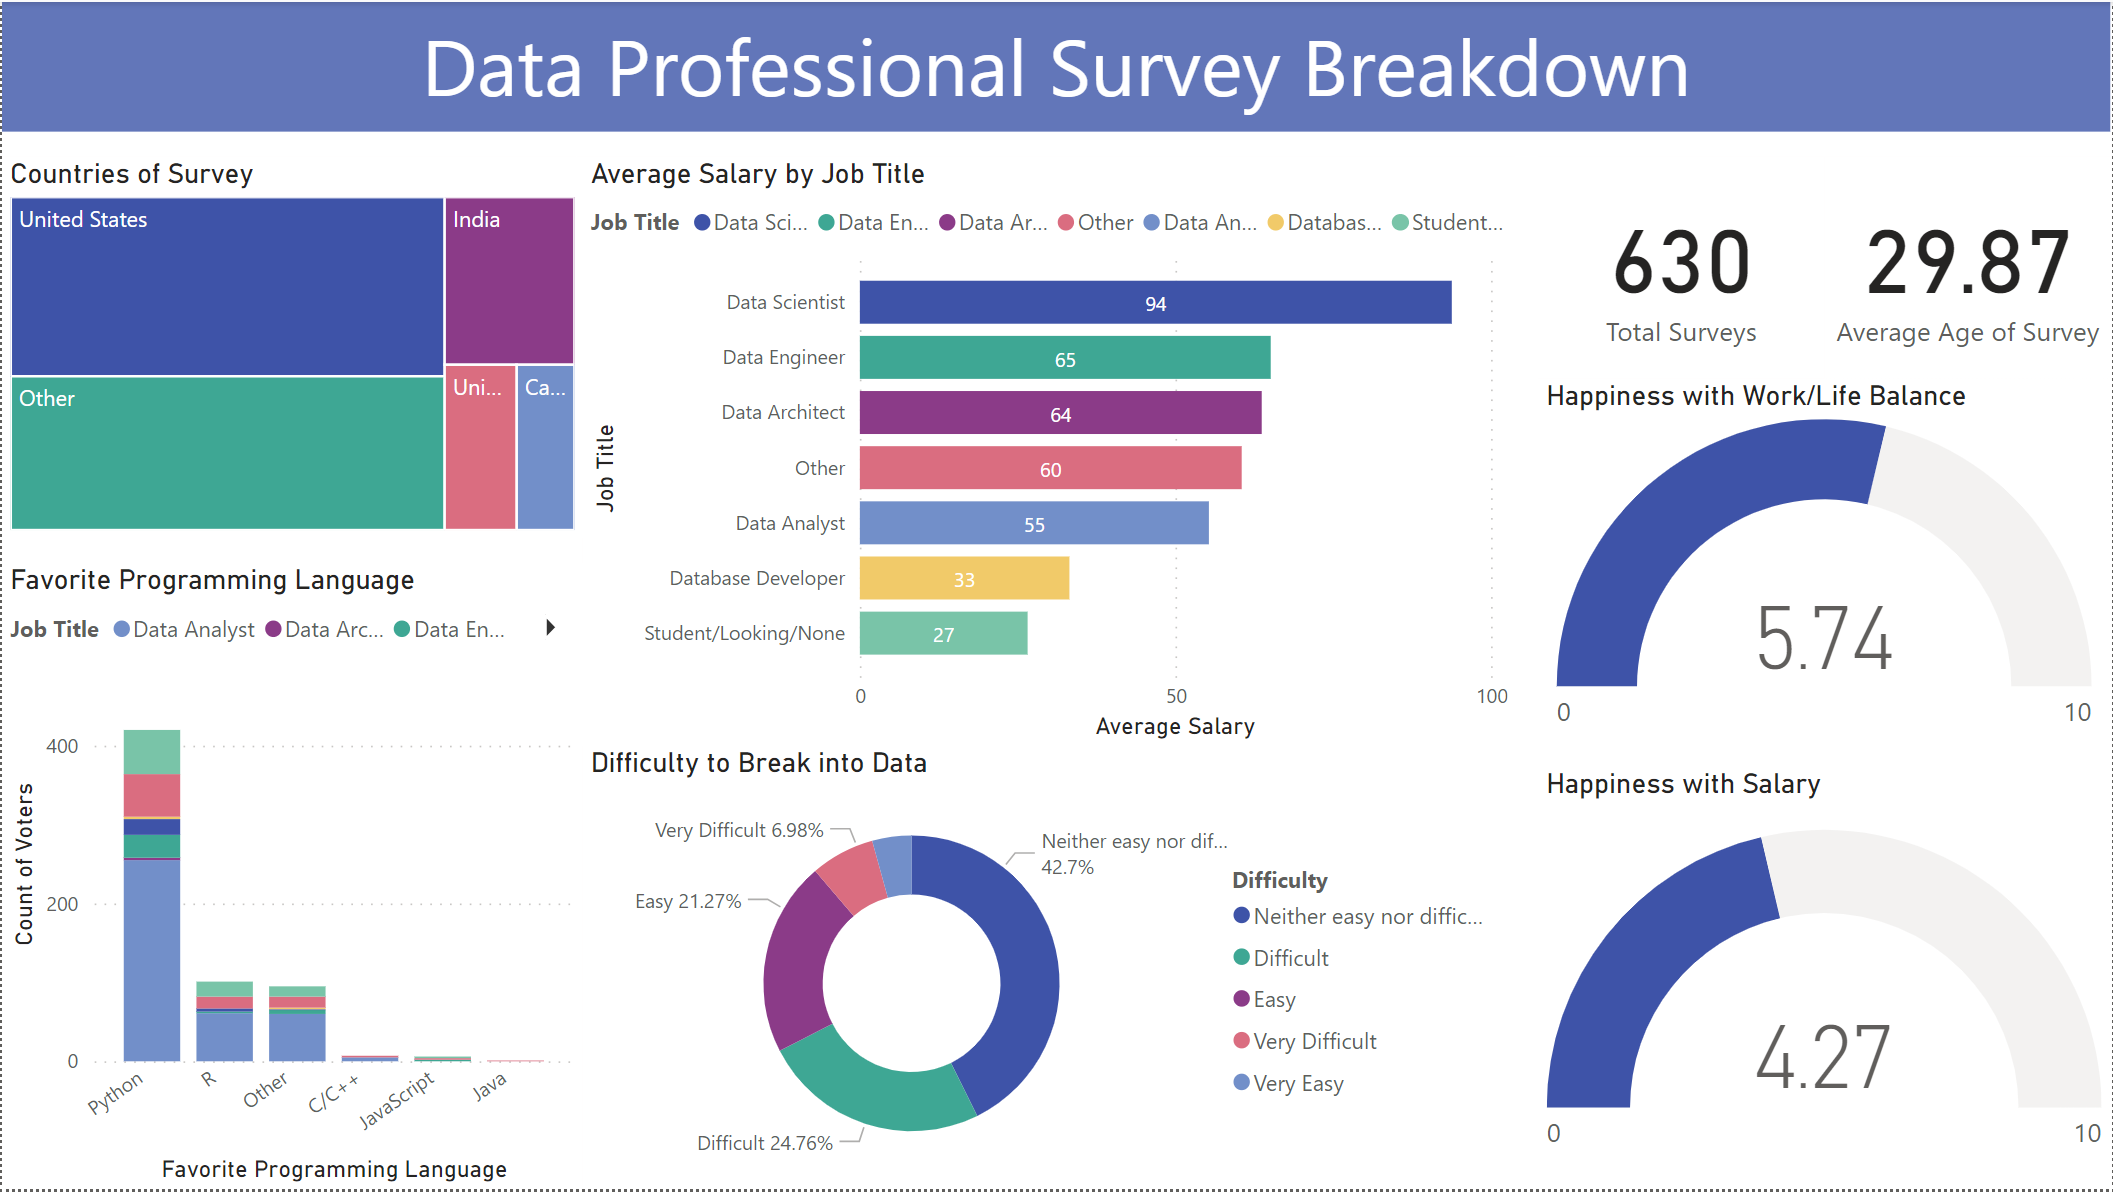 Data Professional Survey Breakdown
Countries of Survey
United States
India
Other
Uni...
Ca...
Average Salary by Job Title
Job Title Data Sci... Data En... Data Ar... Other Data An... Databas... Student...
Job Title
Data Scientist 94
Data Engineer 65
Data Architect 64
Other 60
Data Analyst 55
Database Developer 33
Student/Looking/None 27
0 50 100
Average Salary
630
Total Surveys
29.87
Average Age of Survey
Happiness with Work/Life Balance
5.74
0 10
Favorite Programming Language
Job Title Data Analyst Data Arc... Data En...
Count of Voters
400
200
0
Python R Other C/C++ JavaScript Java
Favorite Programming Language
Difficulty to Break into Data
Very Difficult 6.98%
Neither easy nor dif...
42.7%
Easy 21.27%
Difficult 24.76%
Difficulty
Neither easy nor diffic...
Difficult
Easy
Very Difficult
Very Easy
Happiness with Salary
4.27
0 10